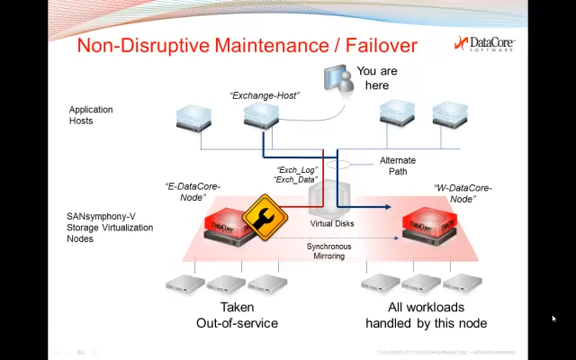 Non-Disruptive Maintenance / Failover
DataCore
SOFTWARE
You are
here
"Exchange-Host"
Application
Hosts
Alternate
Path
"Exch_Log"
"Exch_Data"
"E-DataCore-
Node"
"W-DataCore-
Node"
SANsymphony-V
Storage Virtualization
Nodes
DataCore
DataCore
Virtual Disks
Synchronous
Mirroring
Taken
Out-of-service
All workloads
handled by this node